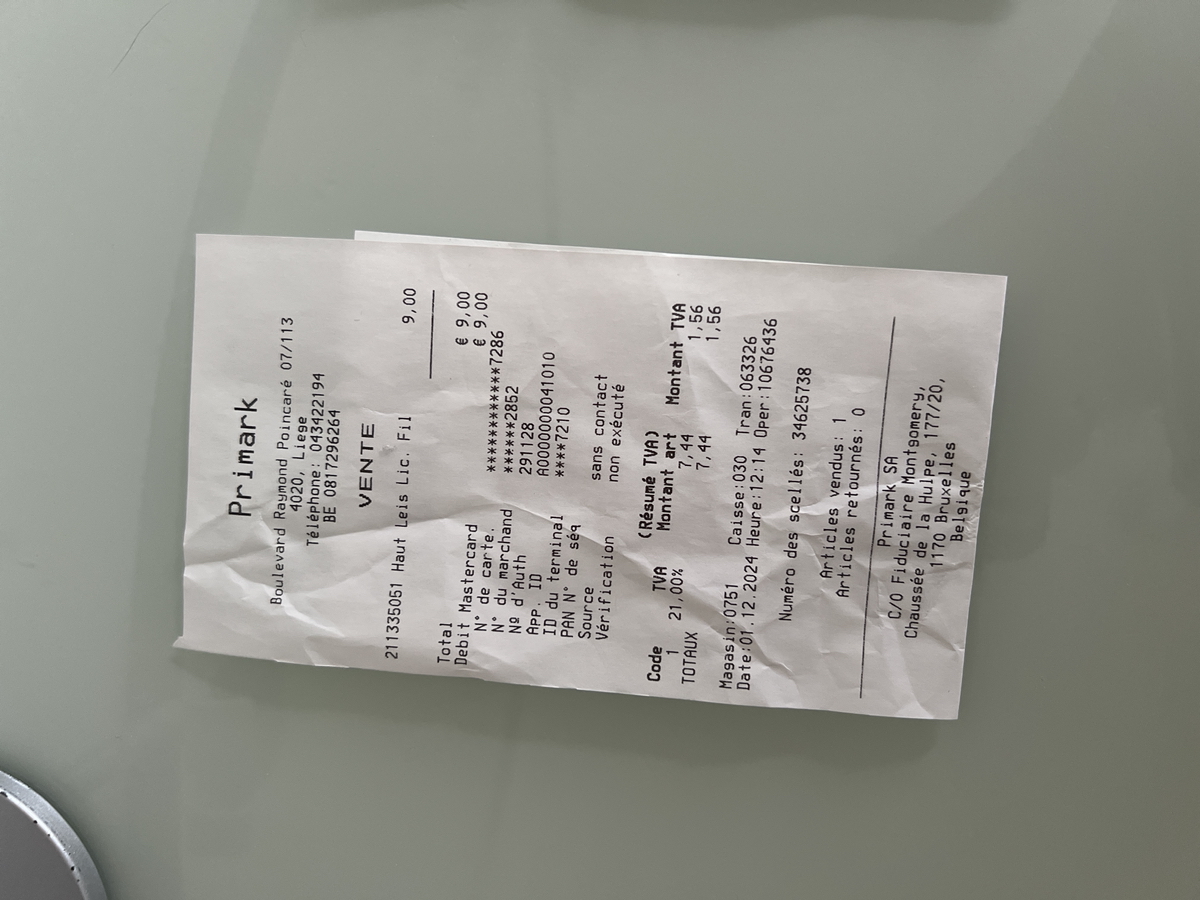 Primark
Boulevard Raymond Poincaré 07/113
4020, Liege
Téléphone: 043422194
BE 0817296264
VENTE
211335051 Haut Leis Lic. Fil 9,00
Total € 9,00
Debit Mastercard € 9,00
N° de carte. ************7286
N° du marchand ******2852
Nº d'Auth 291128
App. ID A0000000041010
ID du terminal ****7210
PAN N° de séq
Source sans contact
Vérification non exécuté
(Résumé TVA)
Code TVA Montant art Montant TVA
1 21,00% 7,44 1,56
TOTAUX 7,44 1,56
Magasin:0751 Caisse:030 Tran:063326
Date:01.12.2024 Heure:12:14 Oper:10676436
Numéro des scellés: 34625738
Articles vendus: 1
Articles retournés: 0
Primark SA
C/O Fiduciaire Montgomery,
Chaussée de la Hulpe, 177/20,
1170 Bruxelles
Belgique